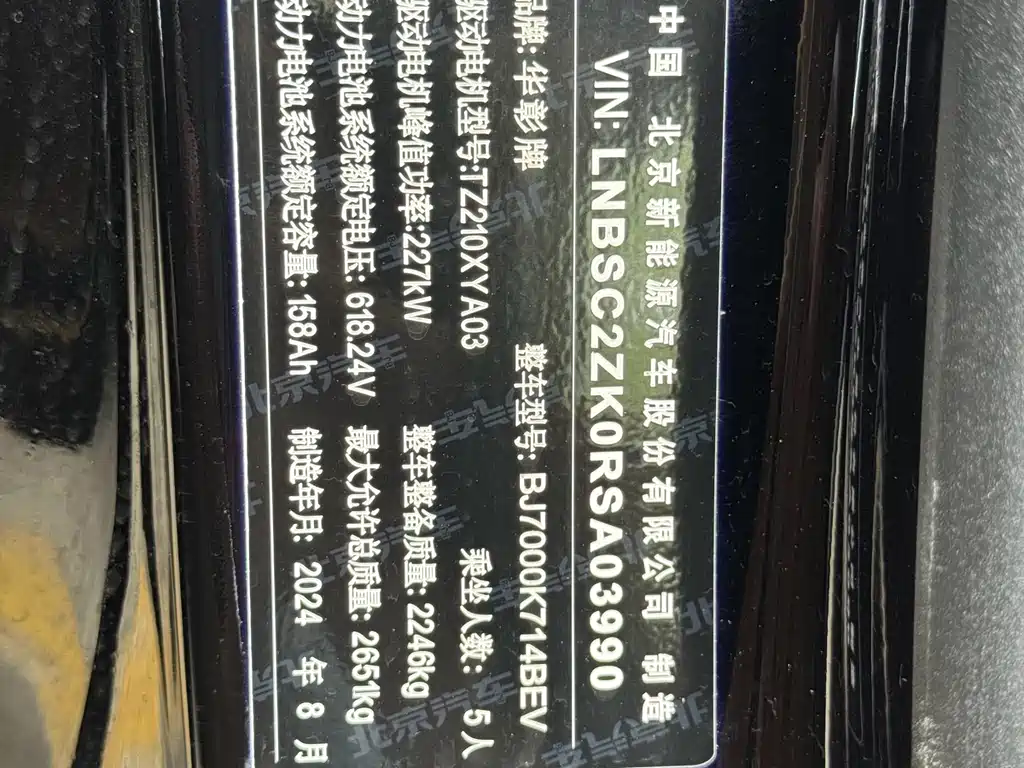 中国 北京新能源汽车股份有限公司 制造
VIN: LNBSC2ZK0RSA03990
品牌: 华彰牌 整车型号: BJ7000K714BEV
驱动电机型号:TZ210XYA03 乘坐人数: 5人
驱动电机峰值功率:227kW 整车整备质量: 2246kg
动力电池系统额定电压: 618.24V 最大允许总质量: 2651kg
动力电池系统额定容量: 158Ah 制造年月: 2024 年 8 月